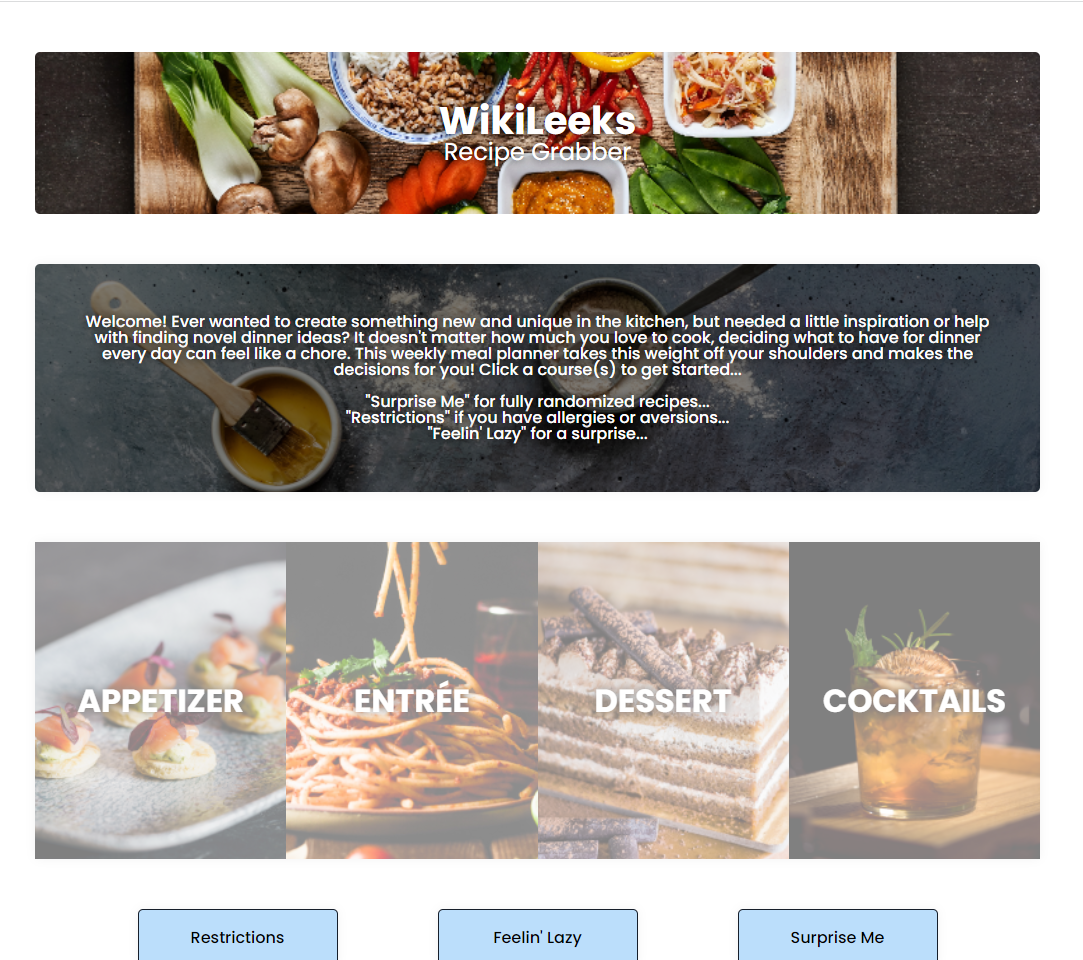 WikiLeeks
Recipe Grabber
Welcome! Ever wanted to create something new and unique in the kitchen, but needed a little inspiration or help
with finding novel dinner ideas? It doesn't matter how much you love to cook, deciding what to have for dinner
every day can feel like a chore. This weekly meal planner takes this weight off your shoulders and makes the
decisions for you! Click a course(s) to get started...
"Surprise Me" for fully randomized recipes...
"Restrictions" if you have allergies or aversions...
"Feelin' Lazy" for a surprise...
APPETIZER
ENTRÉE
DESSERT
COCKTAILS
Restrictions
Feelin' Lazy
Surprise Me